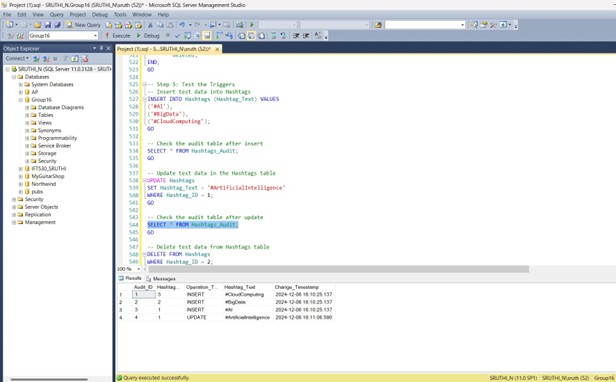 Project (1).sql - SRUTHI_N.Group16 (SRUTHI_N\sruth (52))* - Microsoft SQL Server Management Studio
File Edit View Query Project Debug Tools Window Help
New Query
Group16 Execute Debug
Object Explorer
Connect
SRUTHI_N (SQL Server 11.0.3128 - SRUTHI
Databases
System Databases
AP
Group16
Database Diagrams
Tables
Views
Synonyms
Programmability
Service Broker
Storage
Security
IFT530_SRUTHI
MyGuitarShop
Northwind
pubs
Security
Server Objects
Replication
Management
Project (1).sql - S...SRUTHI_N\sruth (52))*
522 END;
523 GO
524
525 -- Step 5: Test the Triggers
526 -- Insert test data into Hashtags
527 INSERT INTO Hashtags (Hashtag_Text) VALUES
528 ('#AI'),
529 ('#BigData'),
530 ('#CloudComputing');
531 GO
532
533 -- Check the audit table after insert
534 SELECT * FROM Hashtags_Audit;
535 GO
536
537 -- Update test data in the Hashtags table
538 UPDATE Hashtags
539 SET Hashtag_Text = '#ArtificialIntelligence'
540 WHERE Hashtag_ID = 1;
541 GO
542
543 -- Check the audit table after update
544 SELECT * FROM Hashtags_Audit;
545 GO
546
547 -- Delete test data from Hashtags table
548 DELETE FROM Hashtags
549 WHERE Hashtag_ID = 2;
100 %
Results Messages
Audit_ID Hashtag... Operation_T... Hashtag_Text Change_Timestamp
1 1 3 INSERT #CloudComputing 2024-12-06 16:10:25.137
2 2 2 INSERT #BigData 2024-12-06 16:10:25.137
3 3 1 INSERT #AI 2024-12-06 16:10:25.137
4 4 1 UPDATE #ArtificialIntelligence 2024-12-06 16:11:06.590
Query executed successfully. SRUTHI_N (11.0 SP1) SRUTHI_N\sruth (52) Group16